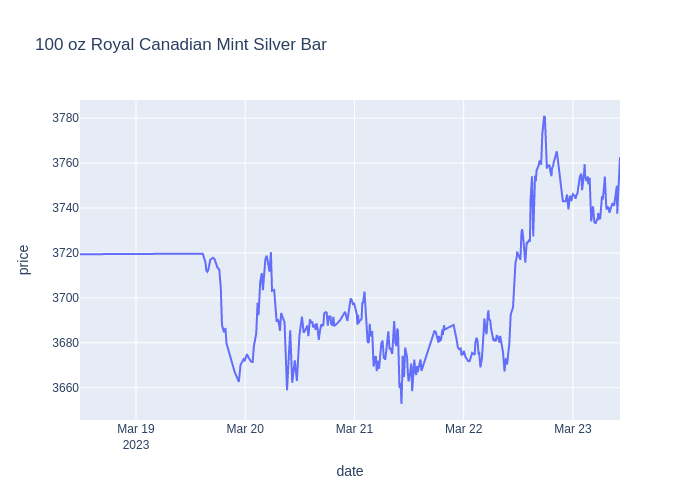 100 oz Royal Canadian Mint Silver Bar
3780
3760
3740
3720
3700
3680
3660
price
Mar 19
2023
Mar 20
Mar 21
Mar 22
Mar 23
date